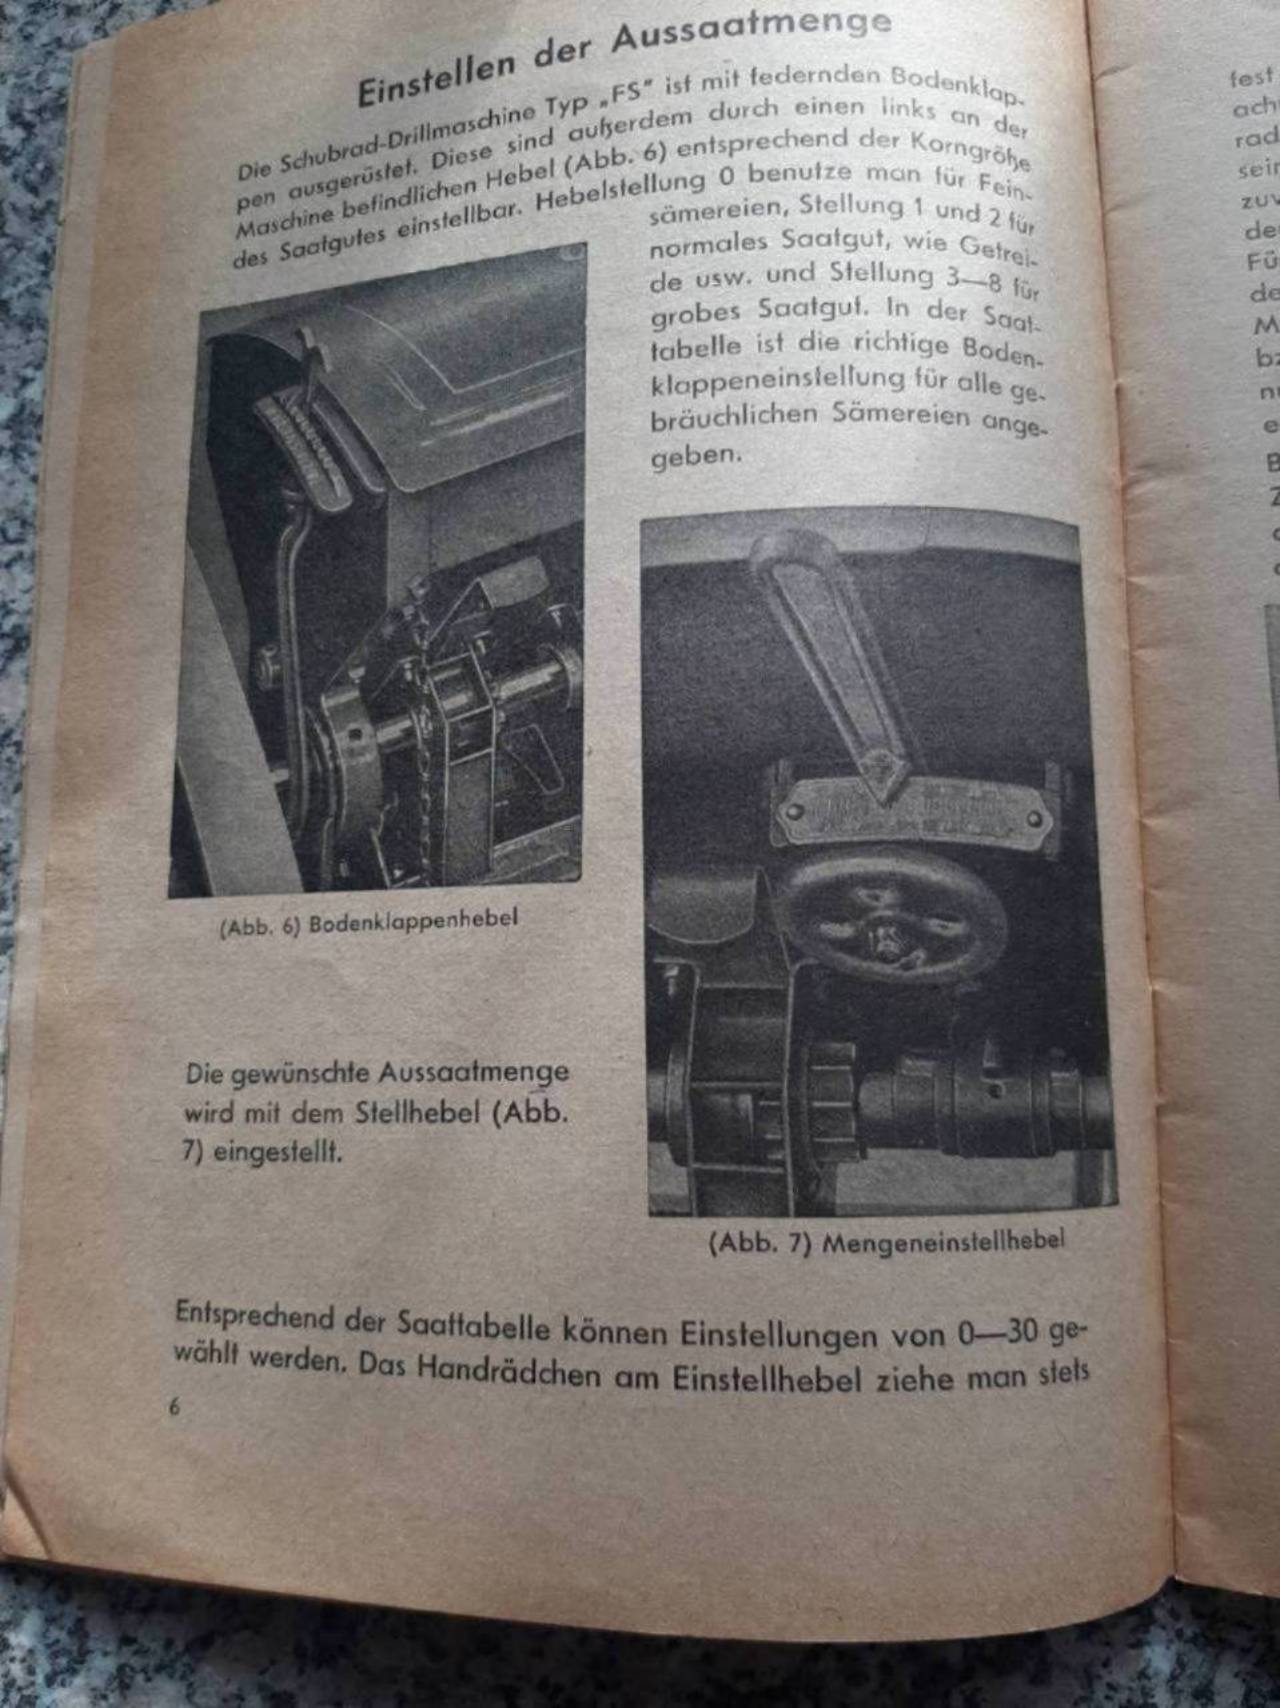 Einstellen der Aussaatmenge
Die Schubrad-Drillmaschine Typ „FS" ist mit federnden Bodenklap-
pen ausgerüstet. Diese sind außerdem durch einen links an der
Maschine befindlichen Hebel (Abb. 6) entsprechend der Korngröße
des Saatgutes einstellbar. Hebelstellung 0 benutze man für Fein-
sämereien, Stellung 1 und 2 für
normales Saatgut, wie Getrei-
de usw. und Stellung 3—8 für
grobes Saatgut. In der Saat-
tabelle ist die richtige Boden-
klappeneinstellung für alle ge-
bräuchlichen Sämereien ange-
geben.
(Abb. 6) Bodenklappenhebel
Die gewünschte Aussaatmenge
wird mit dem Stellhebel (Abb.
7) eingestellt.
(Abb. 7) Mengeneinstellhebel
Entsprechend der Saattabelle können Einstellungen von 0—30 ge-
wählt werden. Das Handrädchen am Einstellhebel ziehe man stets
6
fest
rad